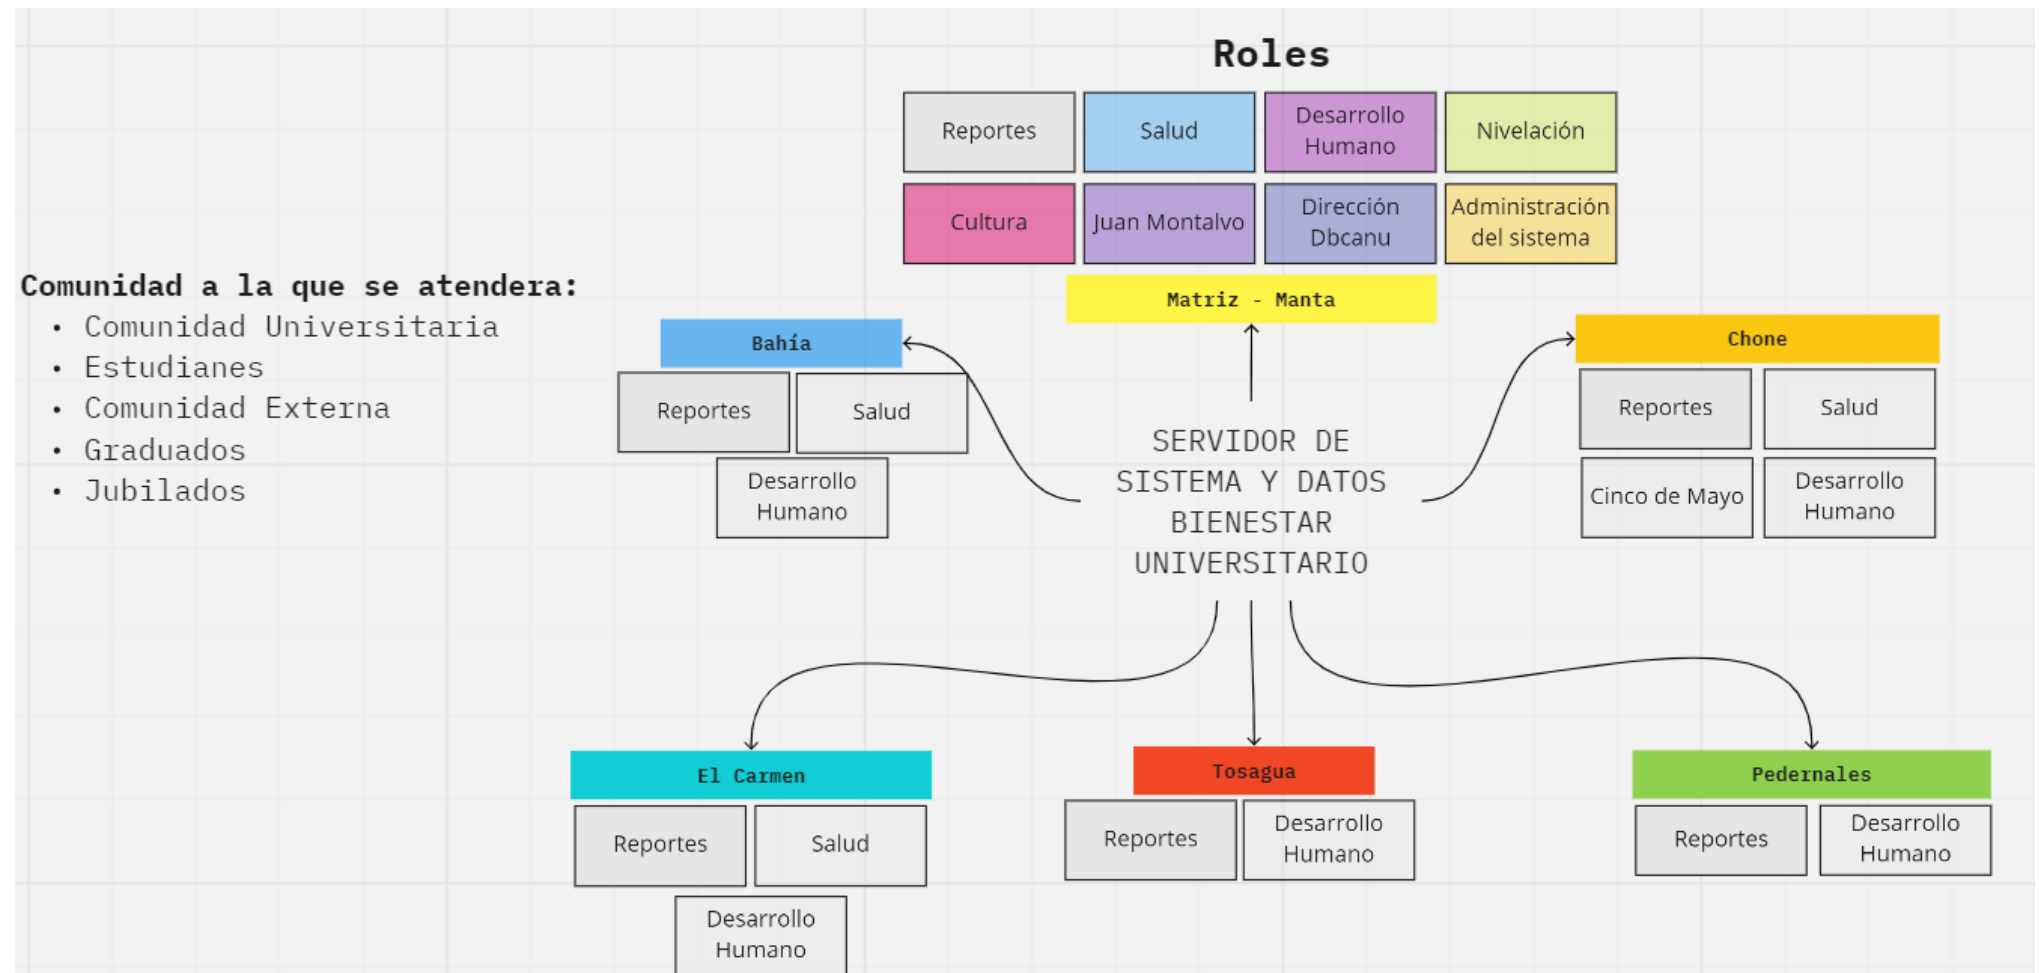 Roles
Reportes
Salud
Desarrollo
Humano
Nivelación
Cultura
Juan Montalvo
Dirección
Dbcanu
Administración
del sistema
Matriz - Manta
Comunidad a la que se atendera:
• Comunidad Universitaria
• Estudianes
• Comunidad Externa
• Graduados
• Jubilados
Bahía
Reportes
Salud
Desarrollo
Humano
Chone
Reportes
Salud
Cinco de Mayo
Desarrollo
Humano
SERVIDOR DE
SISTEMA Y DATOS
BIENESTAR
UNIVERSITARIO
El Carmen
Reportes
Salud
Desarrollo
Humano
Tosagua
Reportes
Desarrollo
Humano
Pedernales
Reportes
Desarrollo
Humano